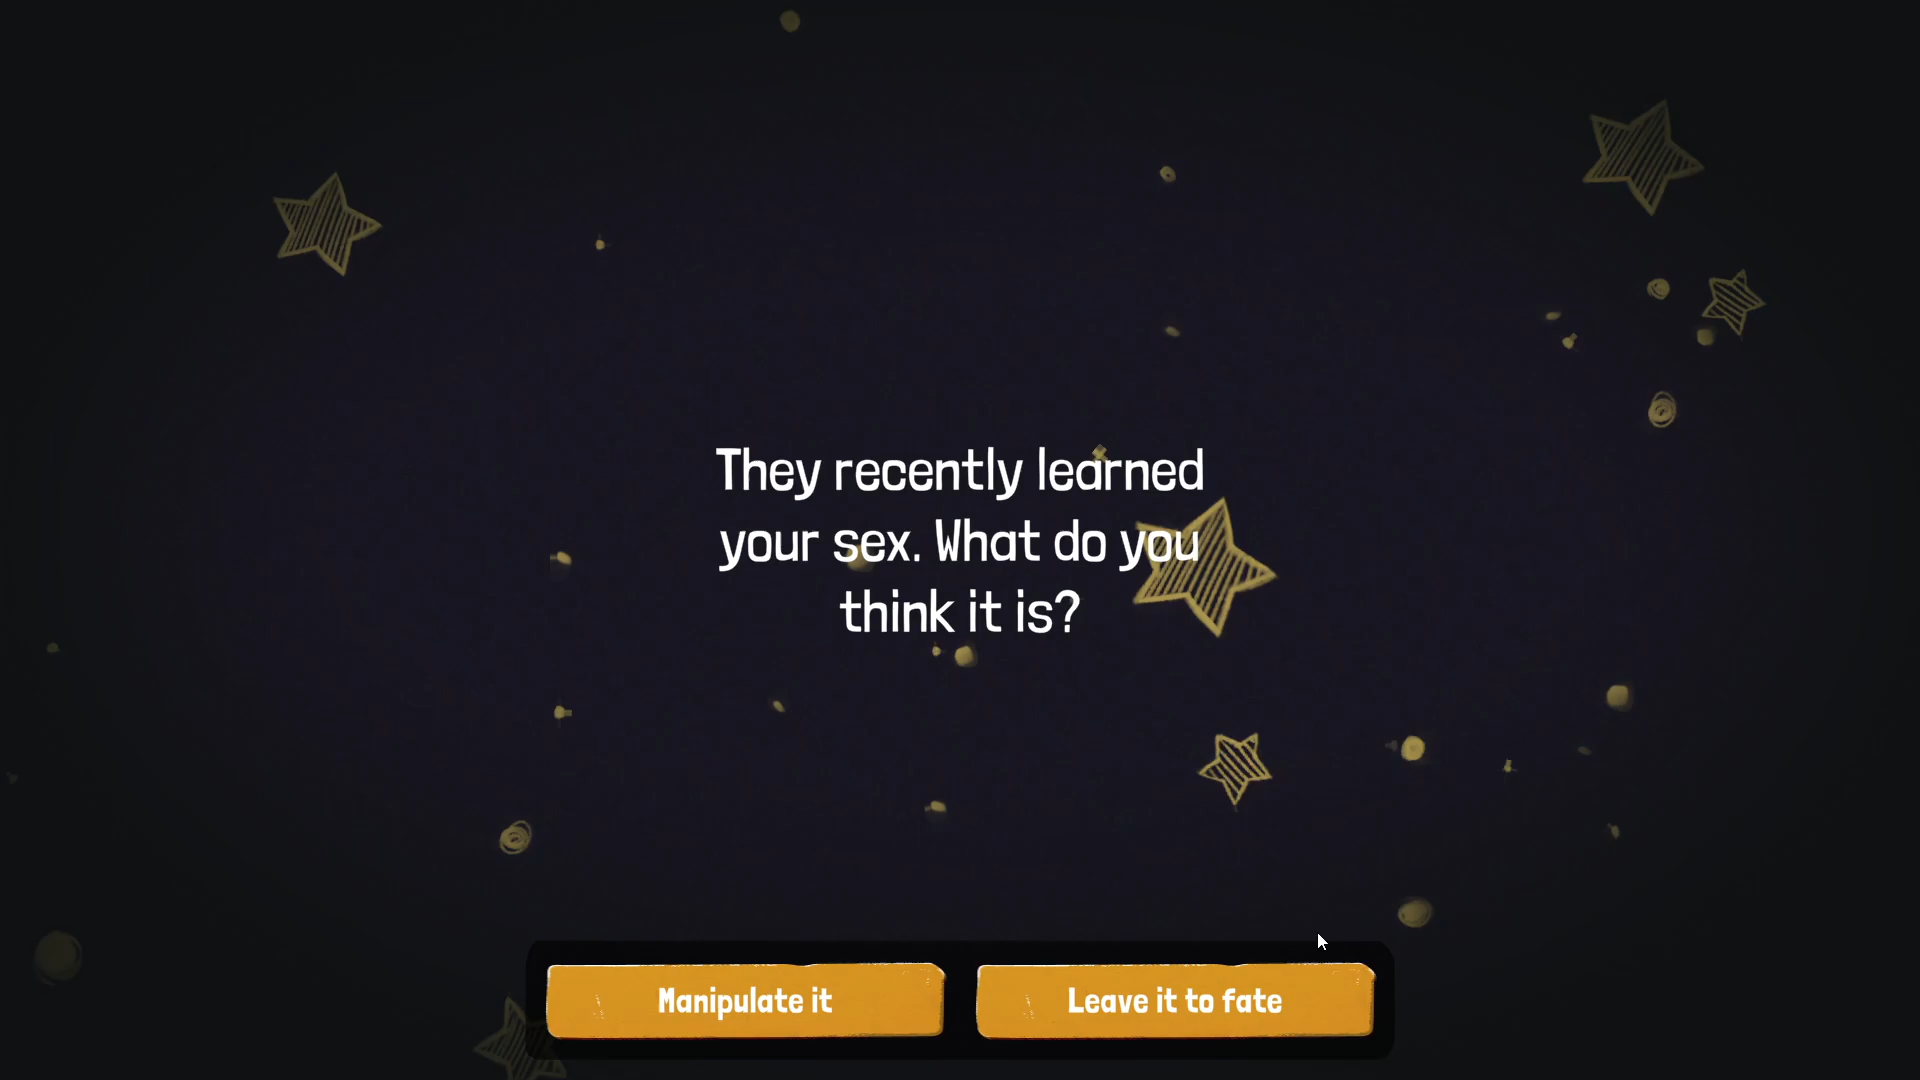 They recently learned
your sex. What do you
think it is?
Manipulate it
Leave it to fate